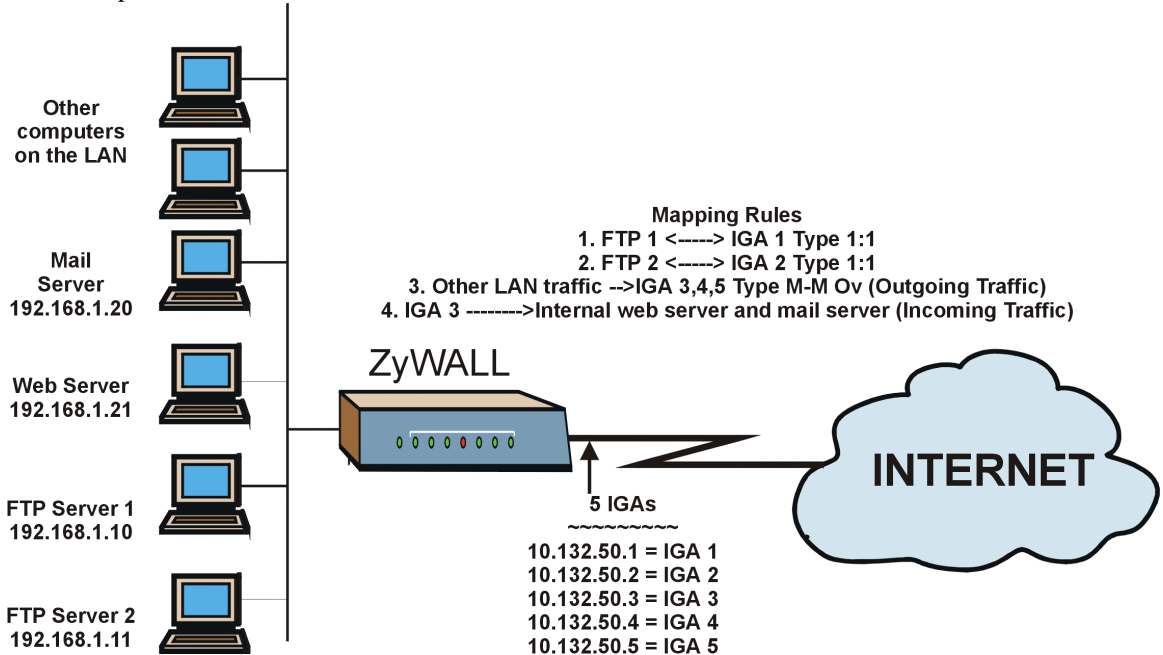 Other
computers
on the LAN
Mail
Server
192.168.1.20
Web Server
192.168.1.21
FTP Server 1
192.168.1.10
FTP Server 2
192.168.1.11
Mapping Rules
1. FTP 1 <-----> IGA 1 Type 1:1
2. FTP 2 <-----> IGA 2 Type 1:1
3. Other LAN traffic -->IGA 3,4,5 Type M-M Ov (Outgoing Traffic)
4. IGA 3 -------->Internal web server and mail server (Incoming Traffic)
ZyWALL
INTERNET
5 IGAs
~~~~~~~~~
10.132.50.1 = IGA 1
10.132.50.2 = IGA 2
10.132.50.3 = IGA 3
10.132.50.4 = IGA 4
10.132.50.5 = IGA 5